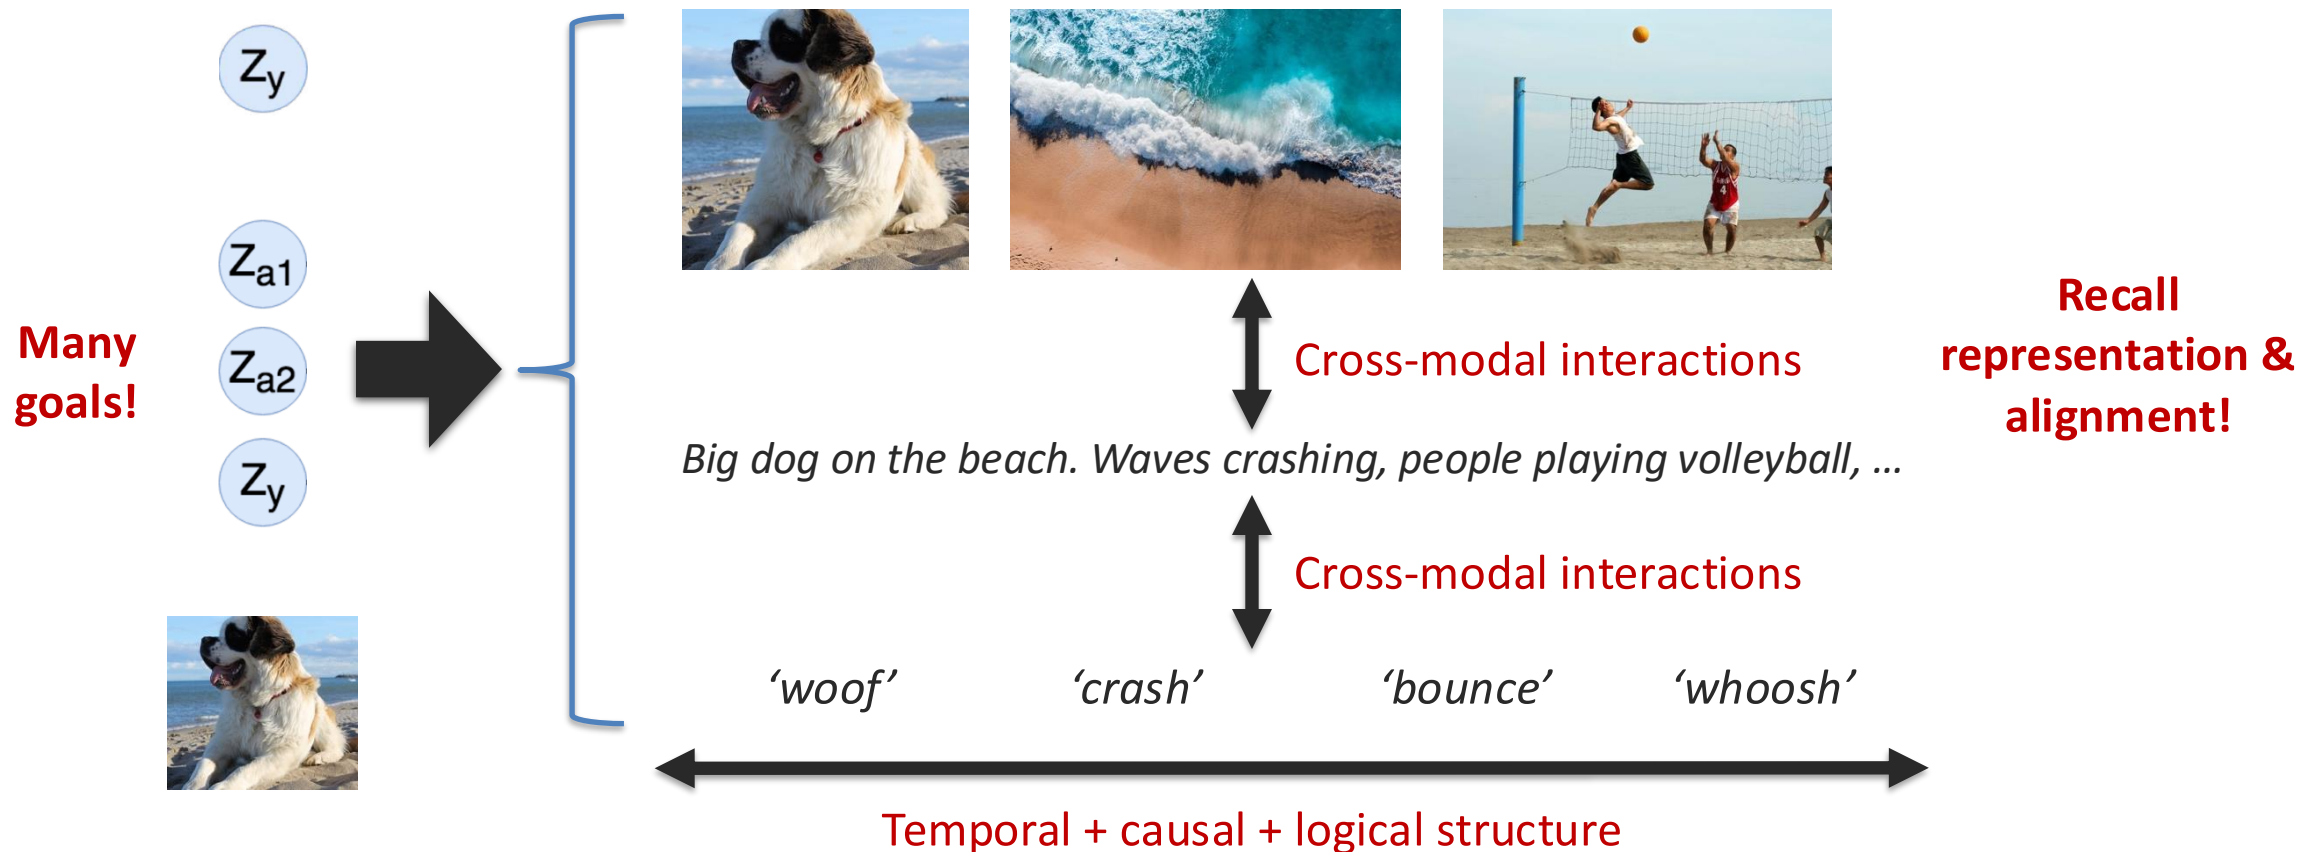 Zy
Za1
Za2
Zy
Many
goals!
Cross-modal interactions
Big dog on the beach. Waves crashing, people playing volleyball, ...
Cross-modal interactions
‘woof’ ‘crash’ ‘bounce’ ‘whoosh’
Temporal + causal + logical structure
Recall
representation &
alignment!
4